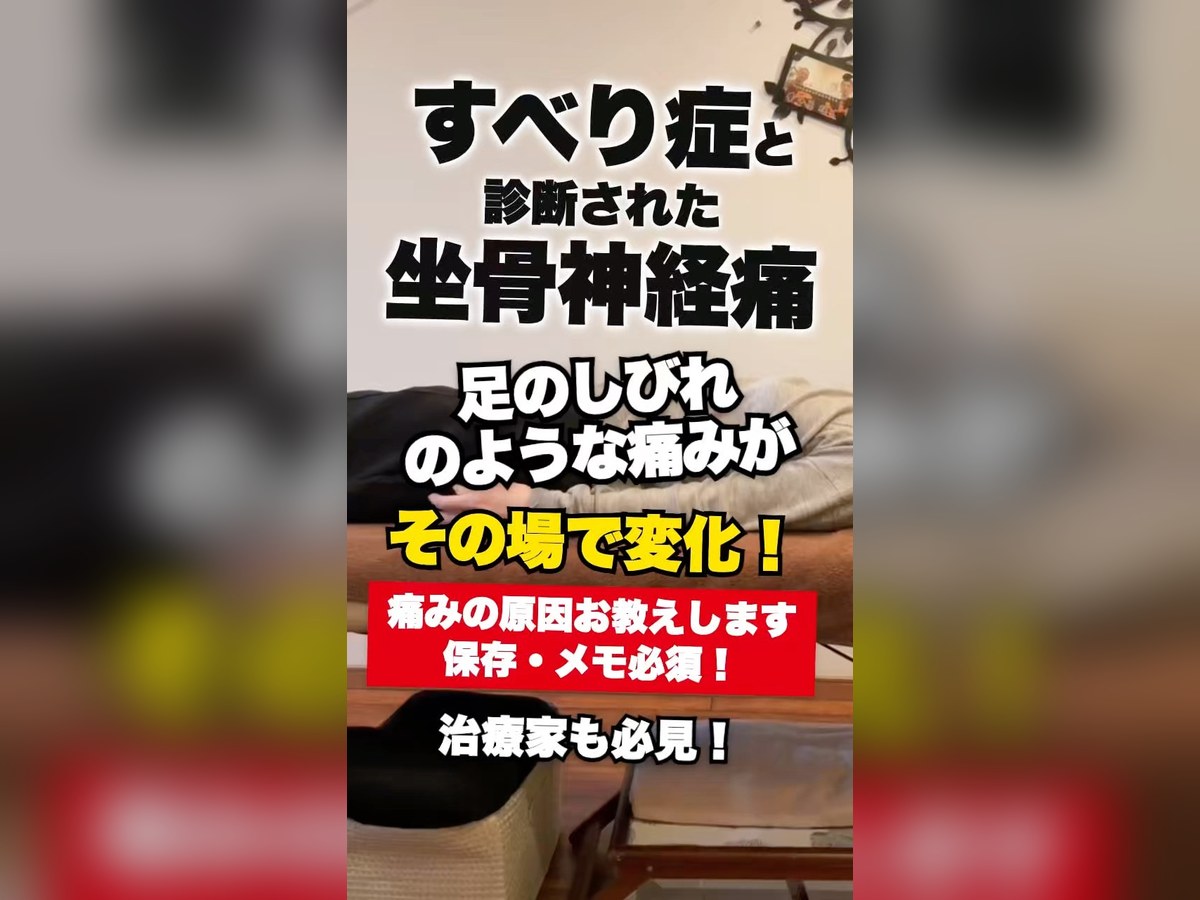 すべり症と
診断された
坐骨神経痛
足のしびれ
のような痛みが
その場で変化！
痛みの原因お教えします
保存・メモ必須！
治療家も必見！